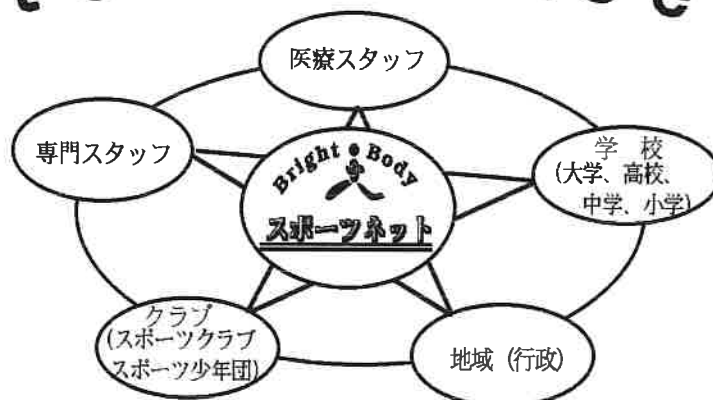 医療スタッフ
専門スタッフ
学 校
(大学、高校、
中学、小学)
Bright Body
スポーツネット
クラブ
(スポーツクラブ
スポーツ少年団)
地域（行政）